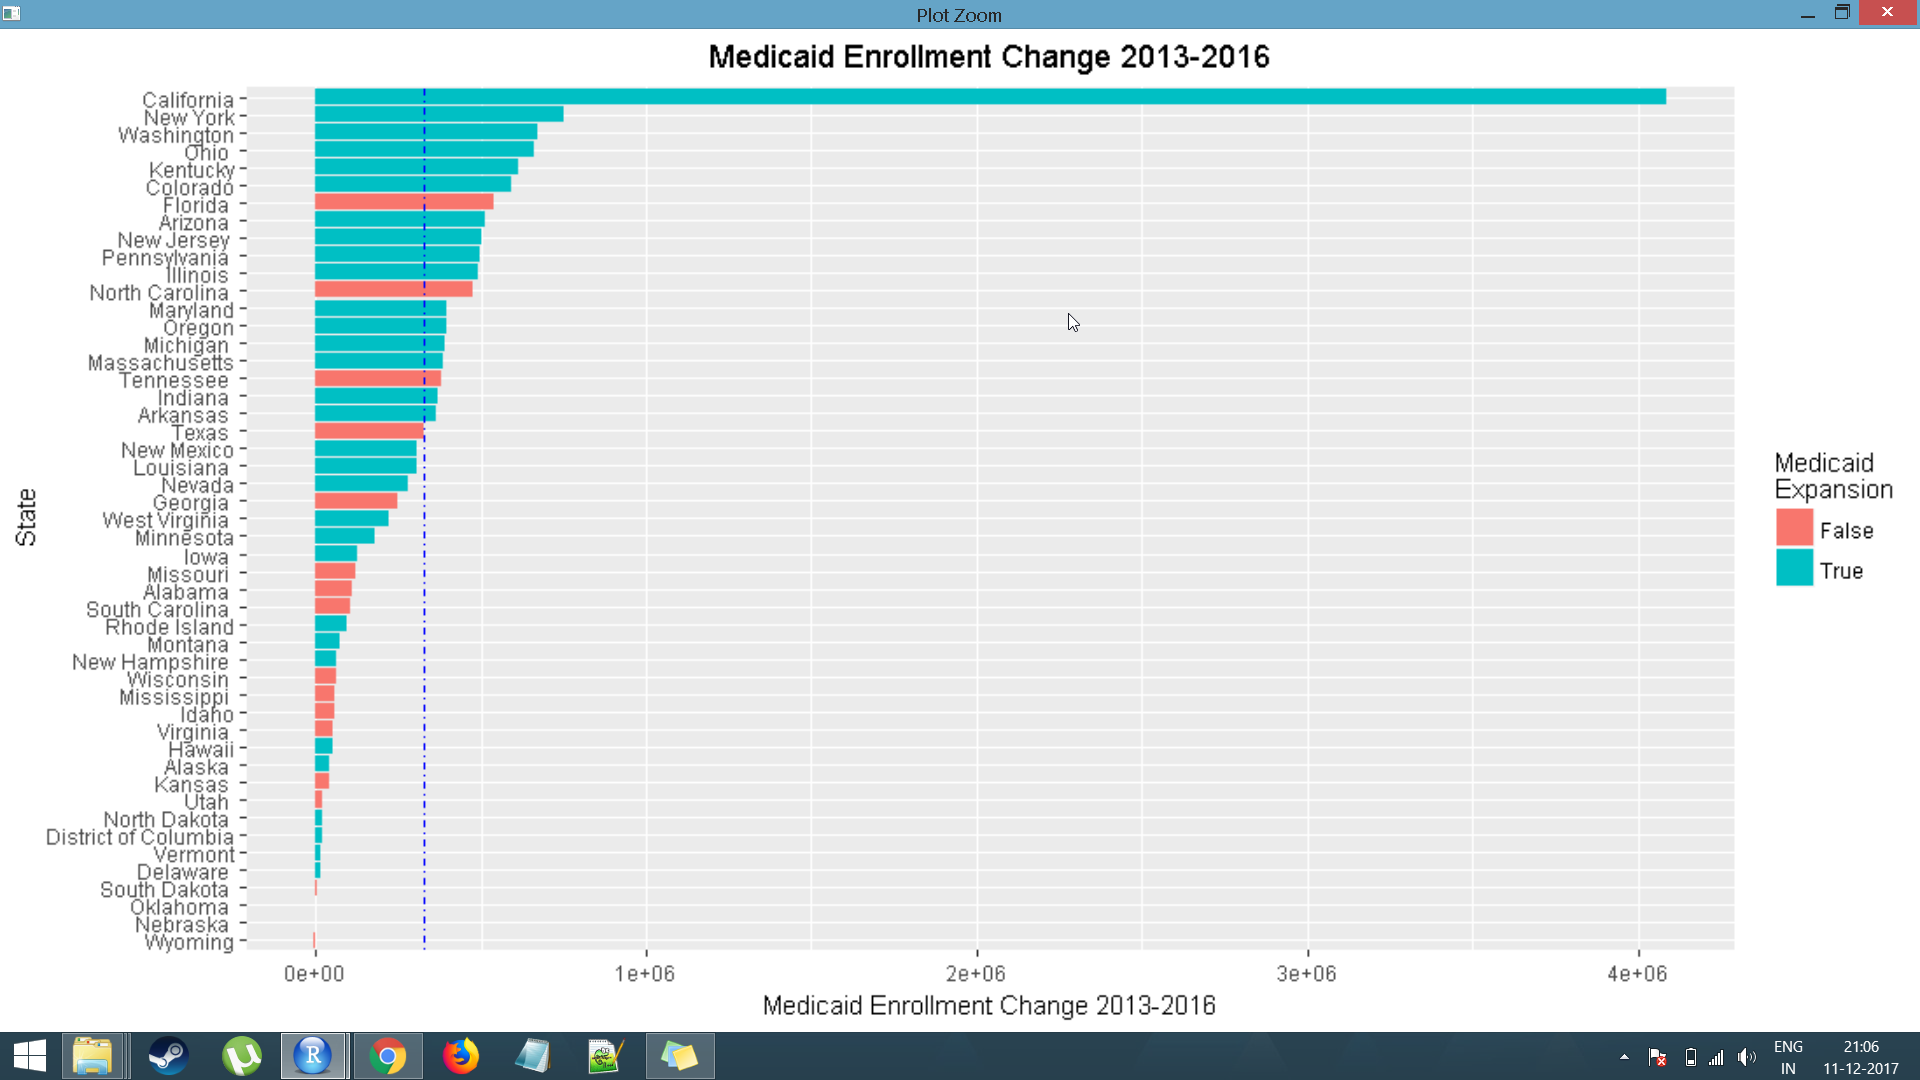 Plot Zoom
Medicaid Enrollment Change 2013-2016
California
New York
Washington
Ohio
Kentucky
Colorado
Florida
Arizona
New Jersey
Pennsylvania
Illinois
North Carolina
Maryland
Oregon
Michigan
Massachusetts
Tennessee
Indiana
Arkansas
Texas
New Mexico
Louisiana
Nevada
Georgia
West Virginia
Minnesota
Iowa
Missouri
Alabama
South Carolina
Rhode Island
Montana
New Hampshire
Wisconsin
Mississippi
Idaho
Virginia
Hawaii
Alaska
Kansas
Utah
North Dakota
District of Columbia
Vermont
Delaware
South Dakota
Oklahoma
Nebraska
Wyoming
State
0e+00 1e+06 2e+06 3e+06 4e+06
Medicaid Enrollment Change 2013-2016
Medicaid
Expansion
False
True
R
ENG
IN
21:06
11-12-2017